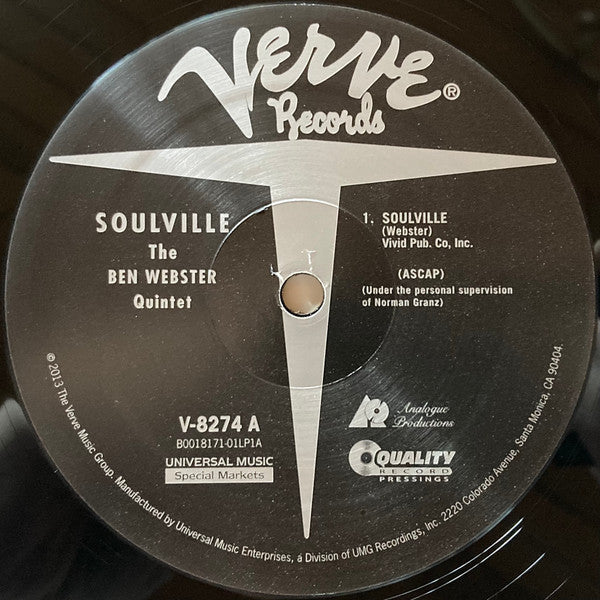 Verve®
Records
SOULVILLE
The
BEN WEBSTER
Quintet
1. SOULVILLE
(Webster)
Vivid Pub. Co, Inc.
(ASCAP)
(Under the personal supervision
of Norman Granz)
V-8274 A
B0018171-01LP1A
UNIVERSAL MUSIC
Special Markets
AP
Analogue
Productions
QUALITY
RECORD
PRESSINGS
© 2013 The Verve Music Group. Manufactured by Universal Music Enterprises, a Division of UMG Recordings, Inc. 2220 Colorado Avenue, Santa Monica, CA 90404.